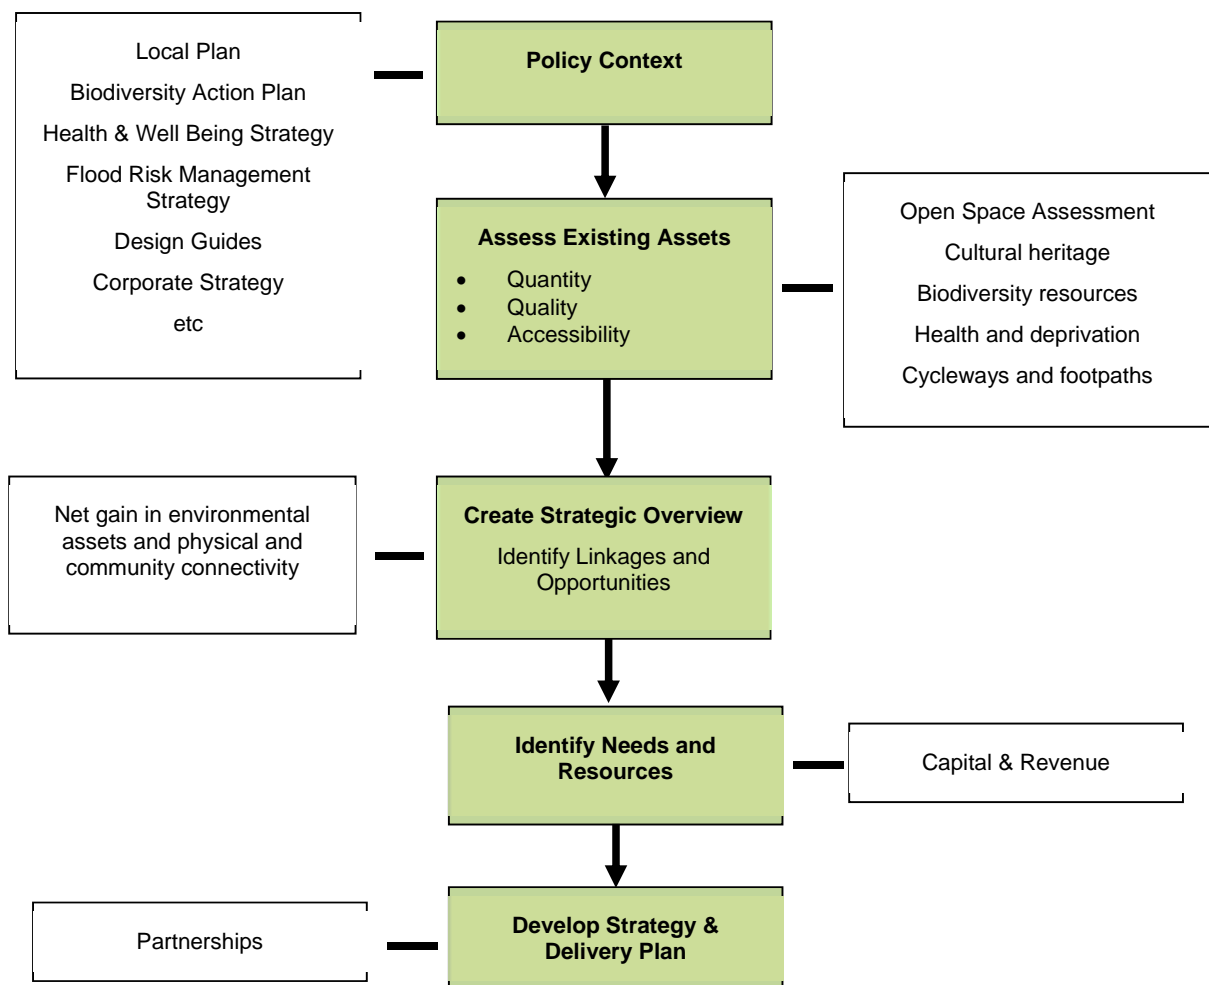 Local Plan
Biodiversity Action Plan
Health & Well Being Strategy
Flood Risk Management
Strategy
Design Guides
Corporate Strategy
etc
Policy Context
Assess Existing Assets
• Quantity
• Quality
• Accessibility
Open Space Assessment
Cultural heritage
Biodiversity resources
Health and deprivation
Cycleways and footpaths
Net gain in environmental
assets and physical and
community connectivity
Create Strategic Overview
Identify Linkages and
Opportunities
Identify Needs and
Resources
Capital & Revenue
Partnerships
Develop Strategy &
Delivery Plan